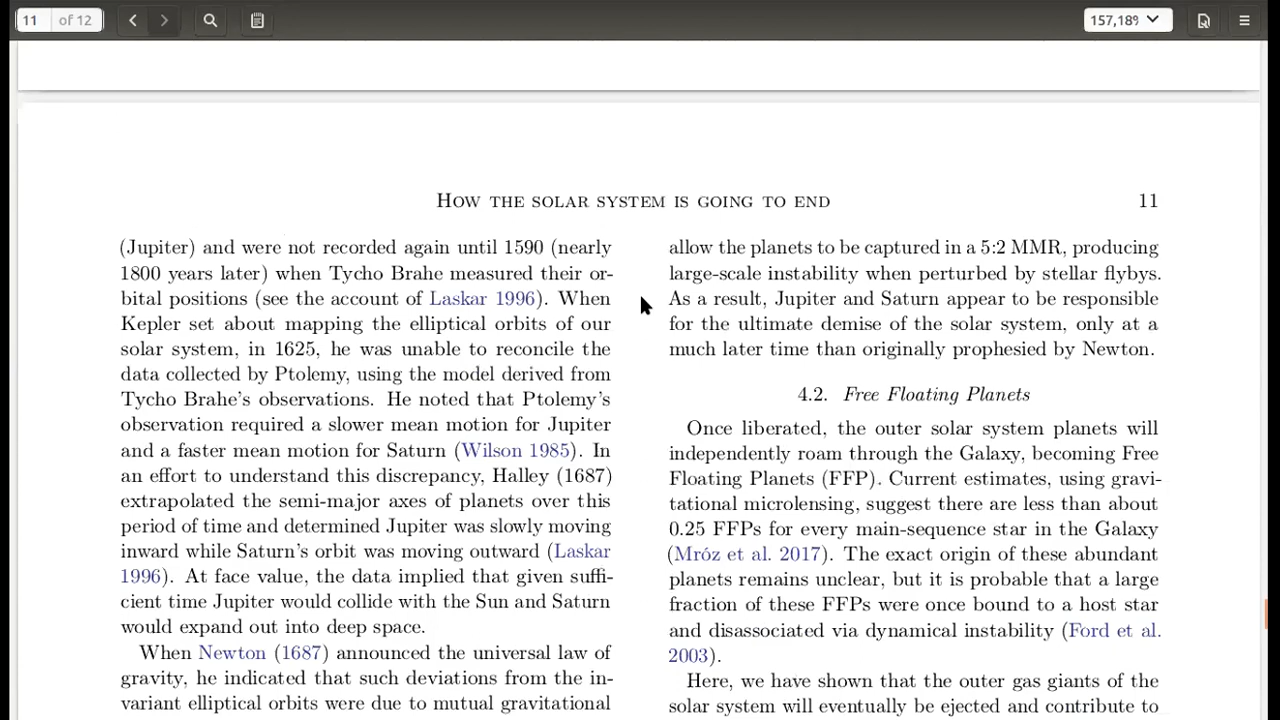 11 of 12
157,18%
How the solar system is going to end 11
(Jupiter) and were not recorded again until 1590 (nearly
1800 years later) when Tycho Brahe measured their or-
bital positions (see the account of Laskar 1996). When
Kepler set about mapping the elliptical orbits of our
solar system, in 1625, he was unable to reconcile the
data collected by Ptolemy, using the model derived from
Tycho Brahe's observations. He noted that Ptolemy's
observation required a slower mean motion for Jupiter
and a faster mean motion for Saturn (Wilson 1985). In
an effort to understand this discrepancy, Halley (1687)
extrapolated the semi-major axes of planets over this
period of time and determined Jupiter was slowly moving
inward while Saturn's orbit was moving outward (Laskar
1996). At face value, the data implied that given suffi-
cient time Jupiter would collide with the Sun and Saturn
would expand out into deep space.
When Newton (1687) announced the universal law of
gravity, he indicated that such deviations from the in-
variant elliptical orbits were due to mutual gravitational
allow the planets to be captured in a 5:2 MMR, producing
large-scale instability when perturbed by stellar flybys.
As a result, Jupiter and Saturn appear to be responsible
for the ultimate demise of the solar system, only at a
much later time than originally prophesied by Newton.
4.2. Free Floating Planets
Once liberated, the outer solar system planets will
independently roam through the Galaxy, becoming Free
Floating Planets (FFP). Current estimates, using gravi-
tational microlensing, suggest there are less than about
0.25 FFPs for every main-sequence star in the Galaxy
(Mróz et al. 2017). The exact origin of these abundant
planets remains unclear, but it is probable that a large
fraction of these FFPs were once bound to a host star
and disassociated via dynamical instability (Ford et al.
2003).
Here, we have shown that the outer gas giants of the
solar system will eventually be ejected and contribute to